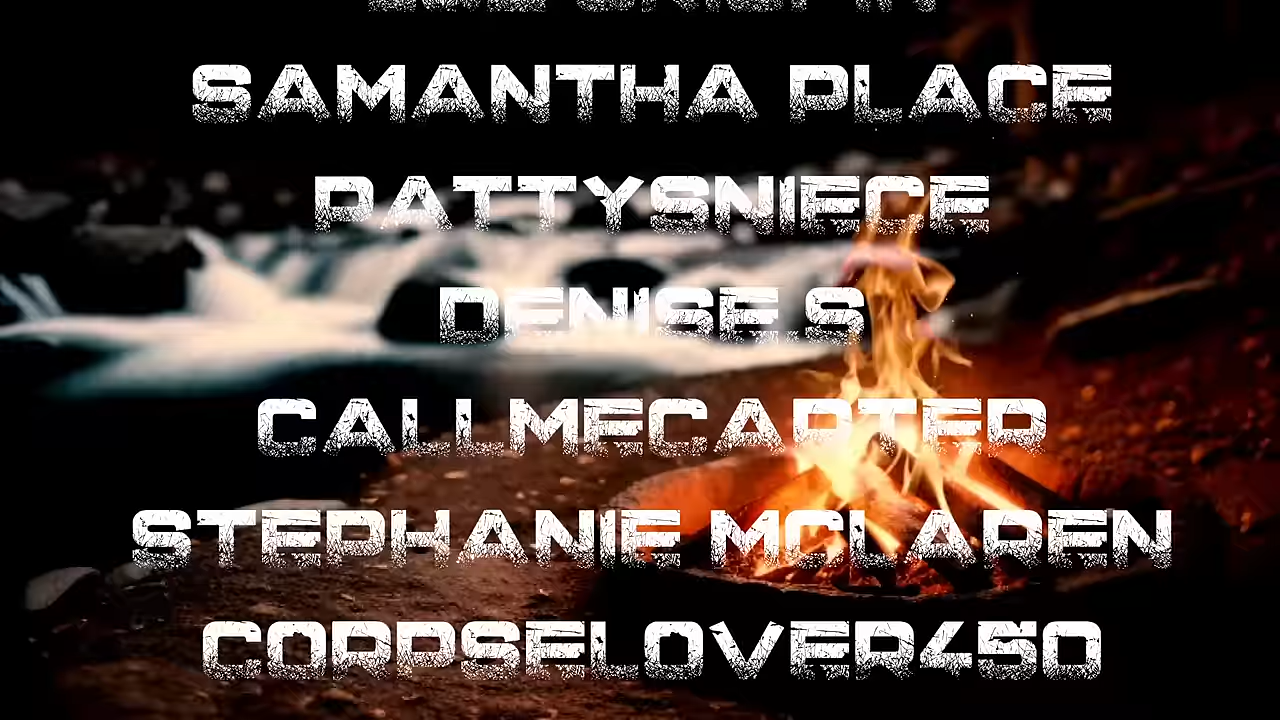 SAMANTHA PLACE
PATTYSNIECE
DENISE.S
CALLMECARTER
STEPHANIE MCLAREN
CORPSELOVER450